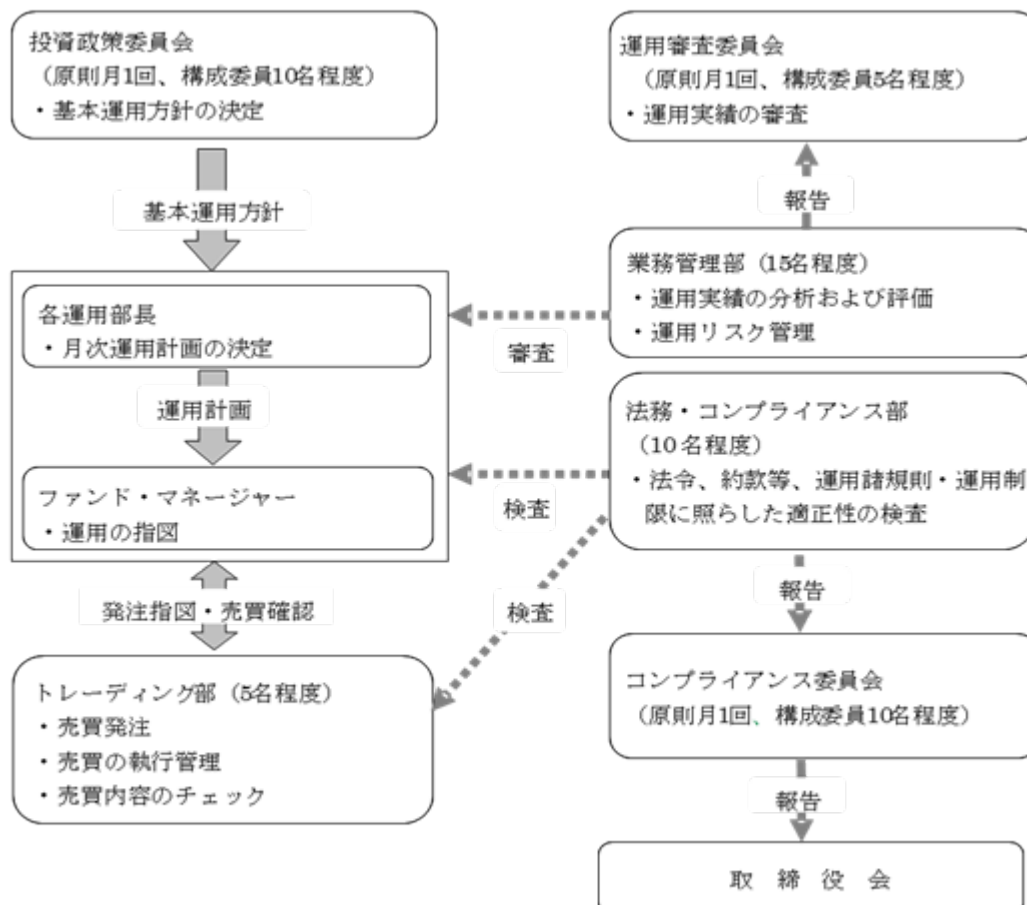 投資政策委員会
（原則月1回、構成委員10名程度）
・基本運用方針の決定
基本運用方針
各運用部長
・月次運用計画の決定
運用計画
ファンド・マネージャー
・運用の指図
発注指図・売買確認
トレーディング部（5名程度）
・売買発注
・売買の執行管理
・売買内容のチェック
運用審査委員会
（原則月1回、構成委員5名程度）
・運用実績の審査
報告
業務管理部（15名程度）
・運用実績の分析および評価
・運用リスク管理
審査
法務・コンプライアンス部
（10名程度）
・法令、約款等、運用諸規則・運用制
限に照らした適正性の検査
検査
検査
報告
コンプライアンス委員会
（原則月1回、構成委員10名程度）
報告
取 締 役 会